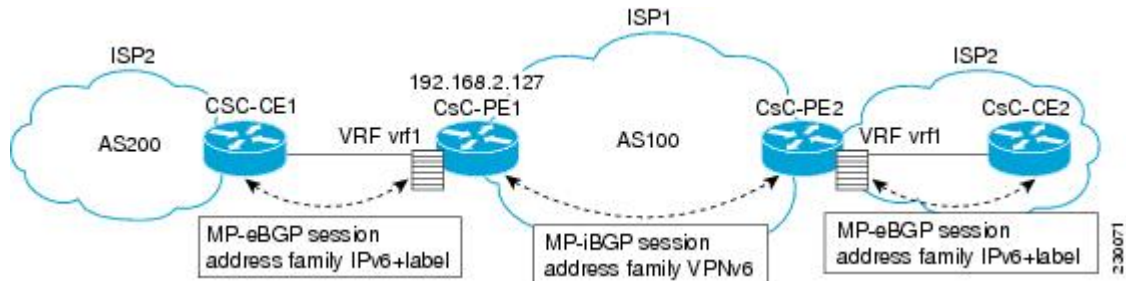 ISP1
ISP2
ISP2
192.168.2.127
CSC-CE1
CsC-PE1
CsC-PE2
CsC-CE2
AS200
VRF vrf1
AS100
VRF vrf1
MP-eBGP session
address family IPv6+label
MP-iBGP session
address family VPNv6
MP-eBGP session
address family IPv6+label
230071